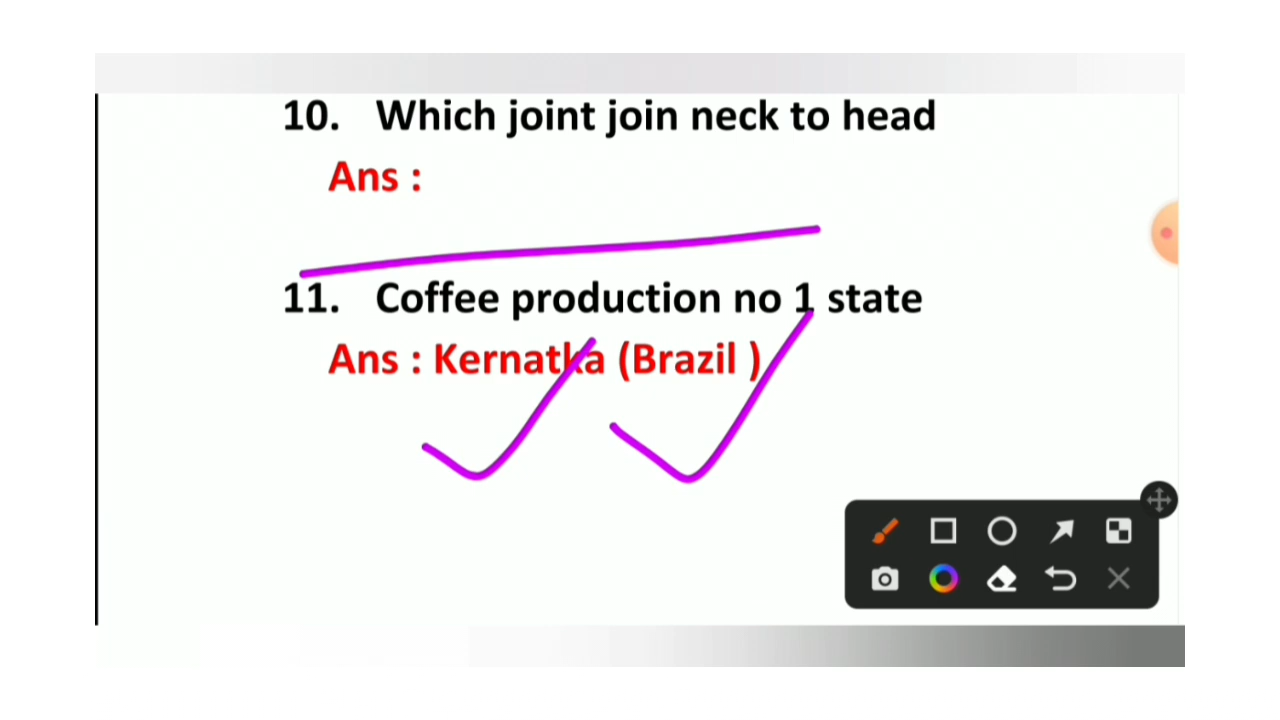 10. Which joint join neck to head
Ans :
11. Coffee production no 1 state
Ans : Kernatka (Brazil )